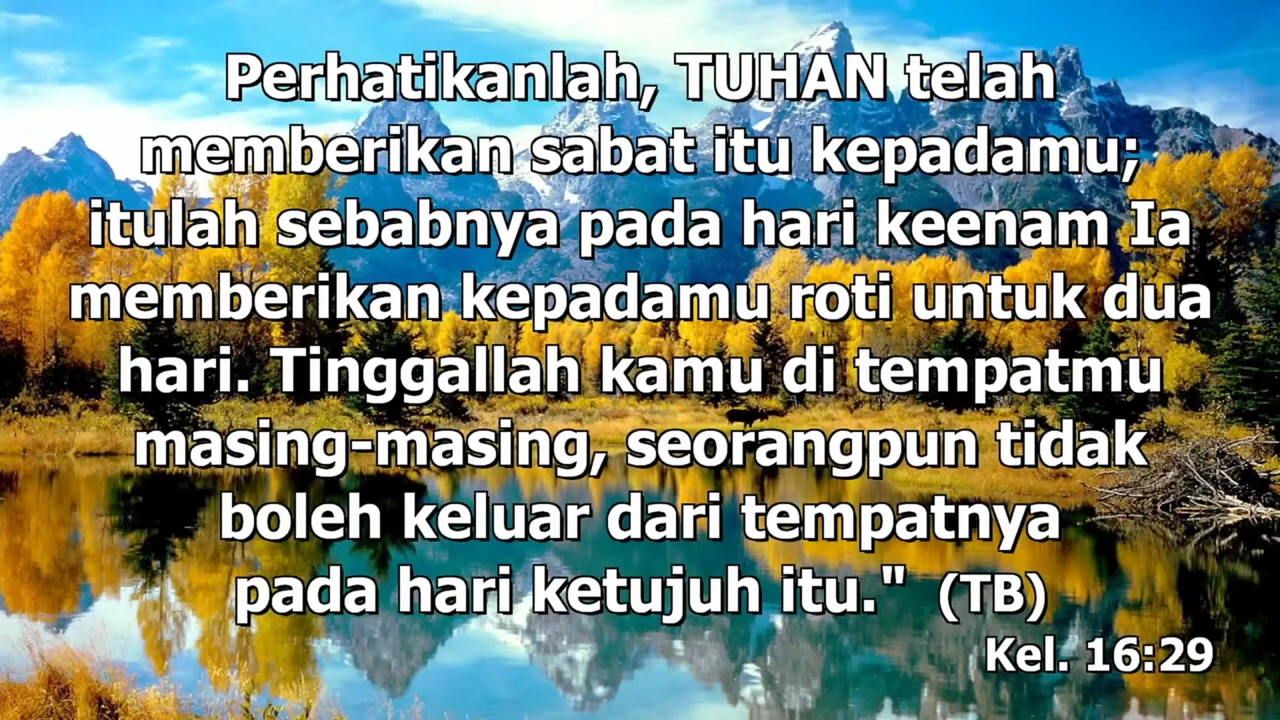 Perhatikanlah, TUHAN telah
memberikan sabat itu kepadamu;
itulah sebabnya pada hari keenam Ia
memberikan kepadamu roti untuk dua
hari. Tinggallah kamu di tempatmu
masing-masing, seorangpun tidak
boleh keluar dari tempatnya
pada hari ketujuh itu." (TB)
Kel. 16:29